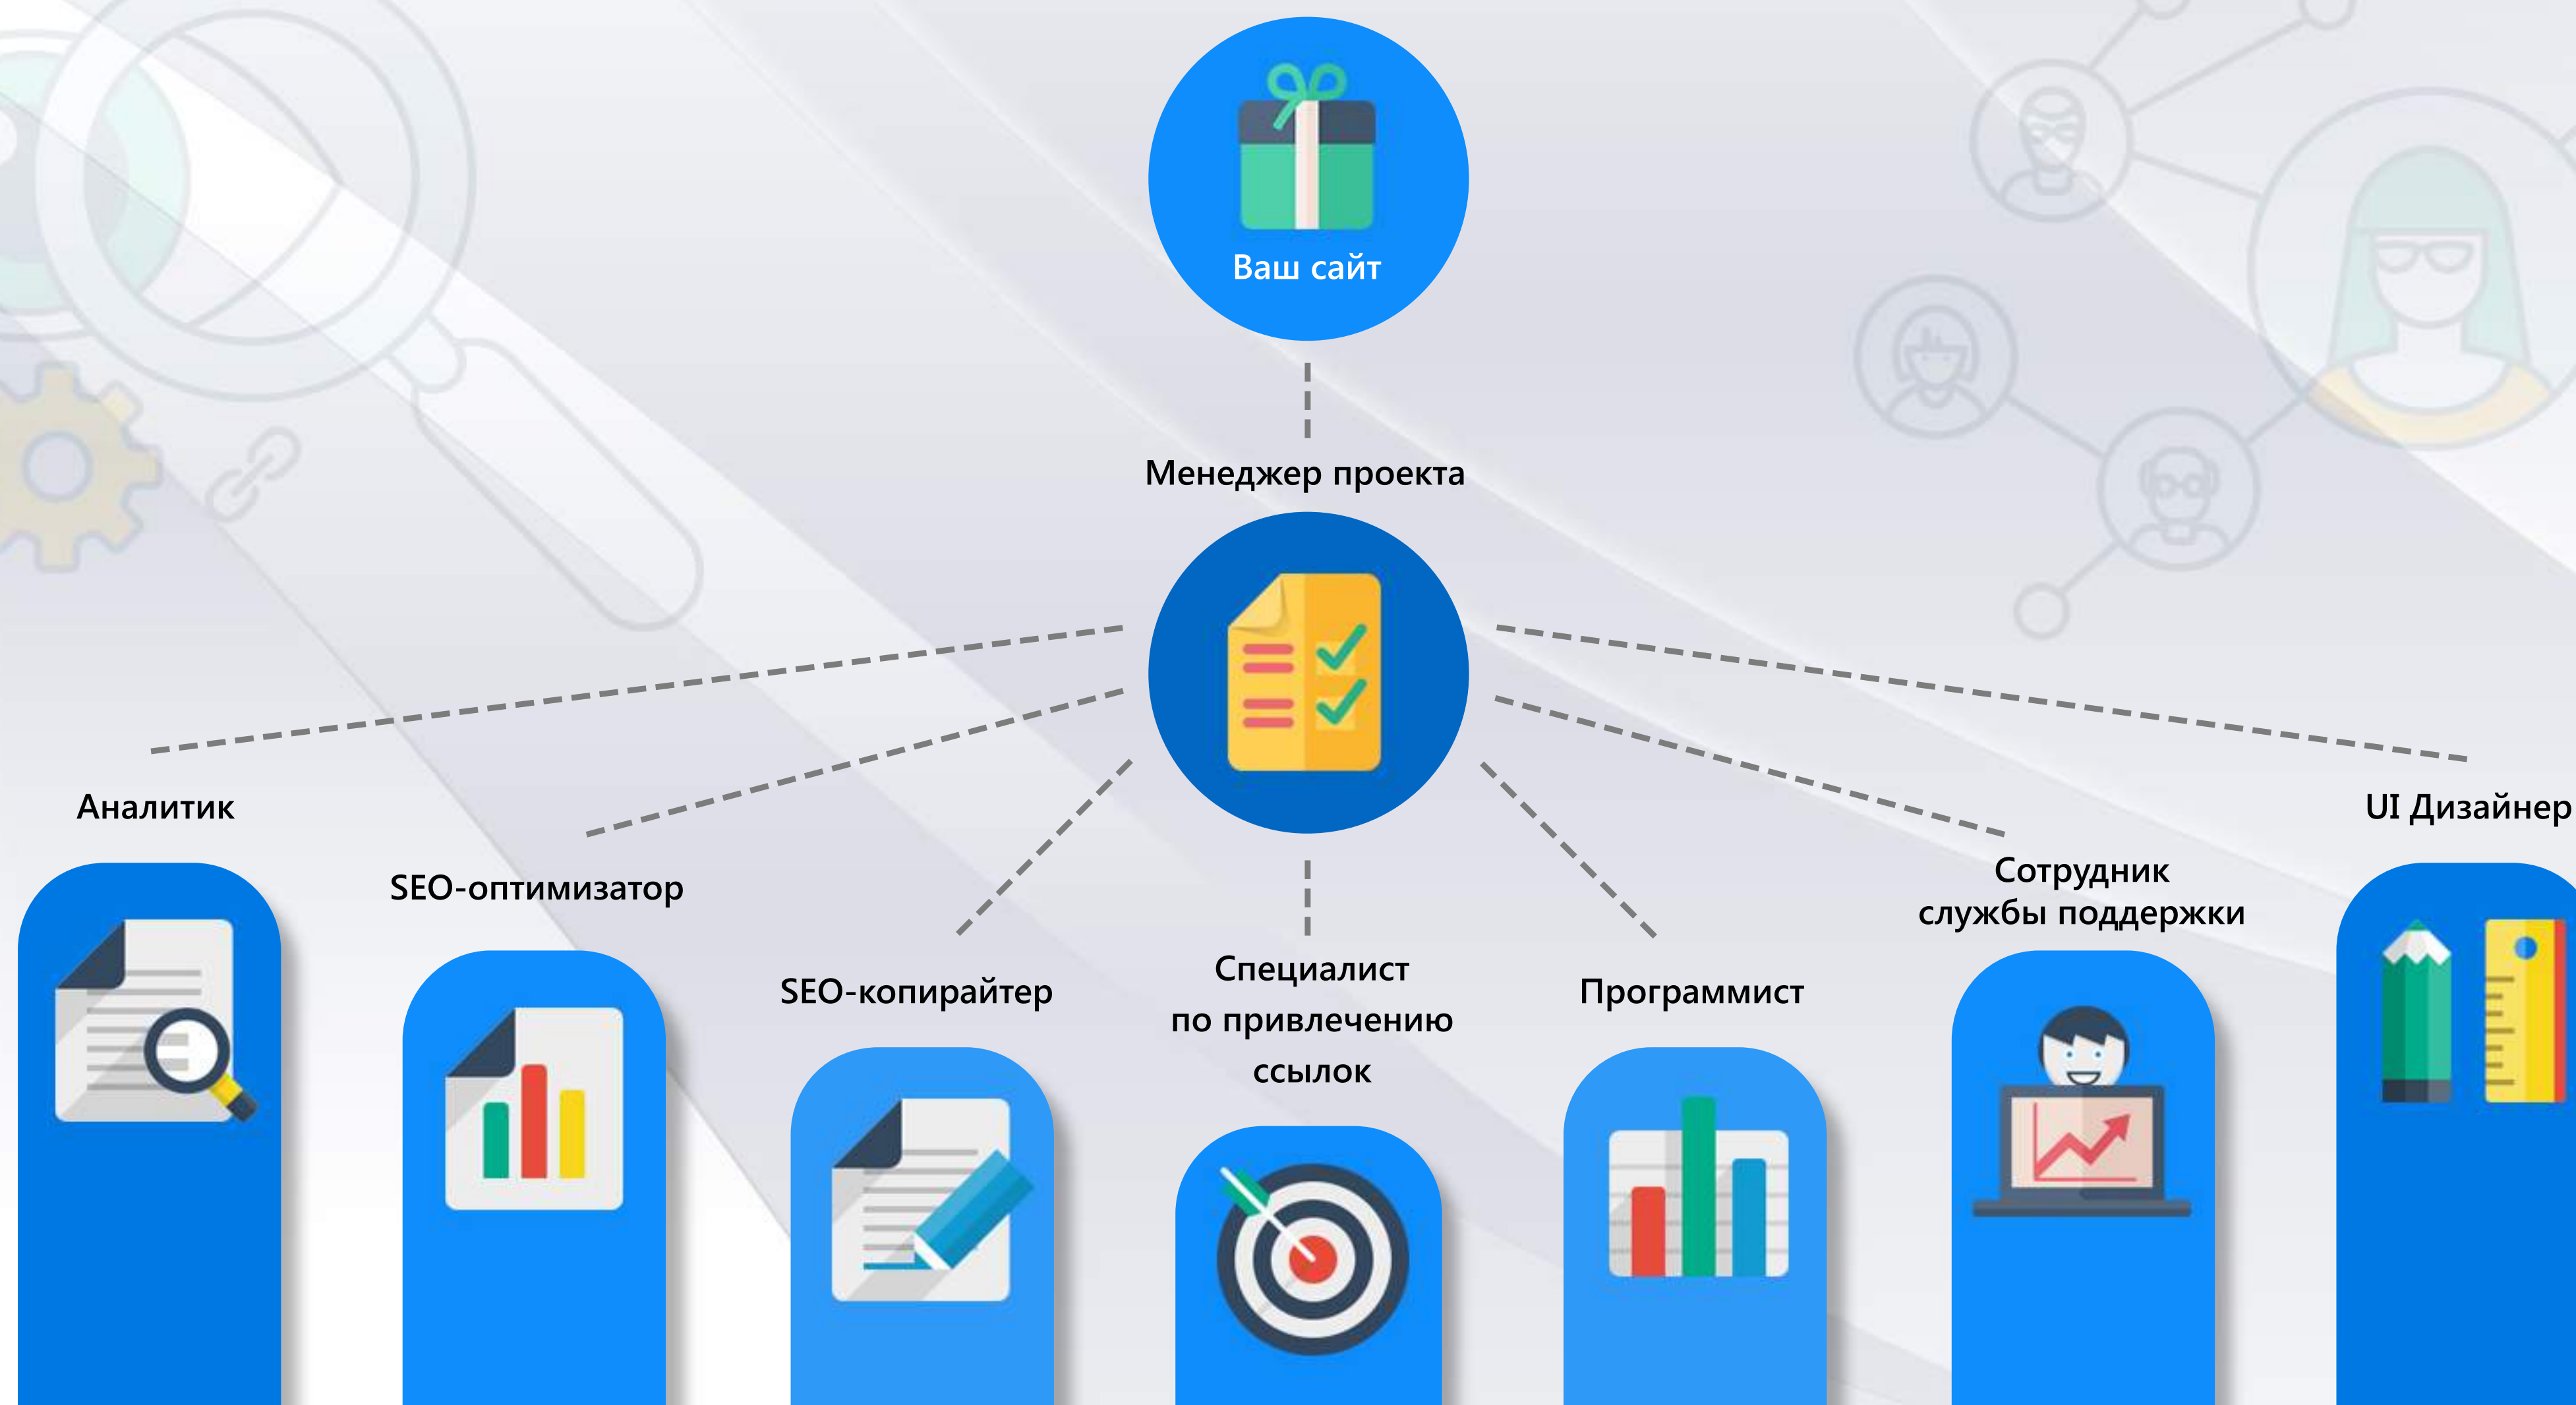 Ваш сайт
Менеджер проекта
Аналитик
SEO-оптимизатор
SEO-копирайтер
Специалист
по привлечению
ссылок
Программист
Сотрудник
службы поддержки
UI Дизайнер